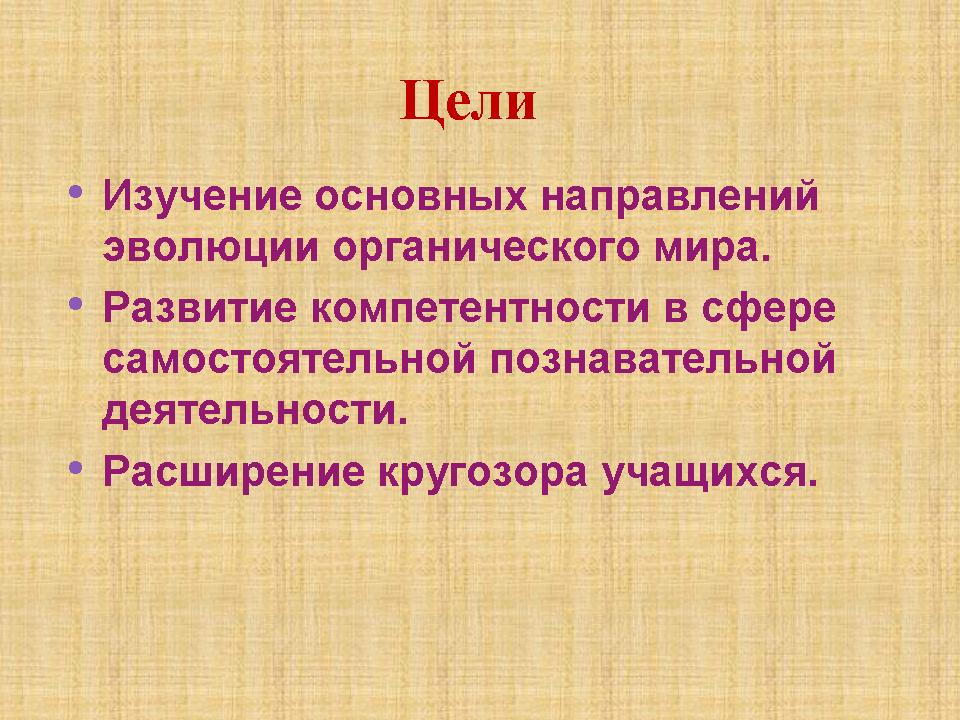 Цели
• Изучение основных направлений
эволюции органического мира.
• Развитие компетентности в сфере
самостоятельной познавательной
деятельности.
• Расширение кругозора учащихся.